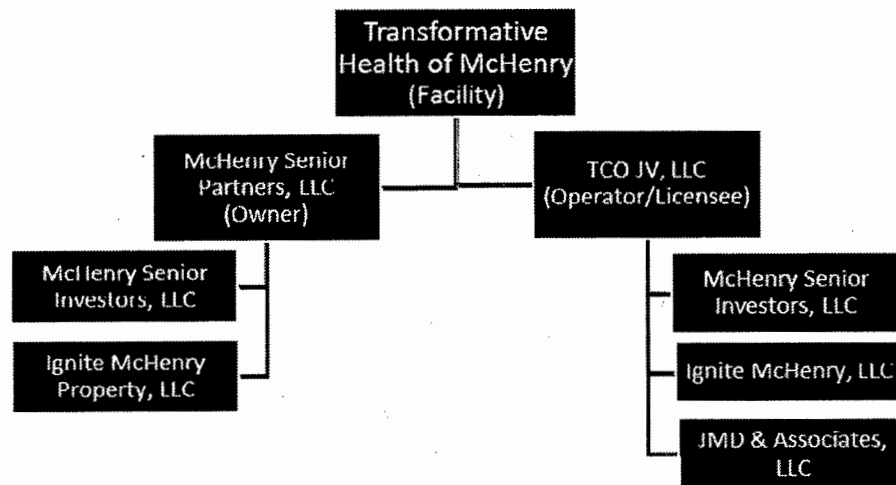 Transformative
Health of McHenry
(Facility)
McHenry Senior
Partners, LLC
(Owner)
TCO JV, LLC
(Operator/Licensee)
McHenry Senior
Investors, LLC
Ignite McHenry
Property, LLC
McHenry Senior
Investors, LLC
Ignite McHenry, LLC
JMD & Associates,
LLC